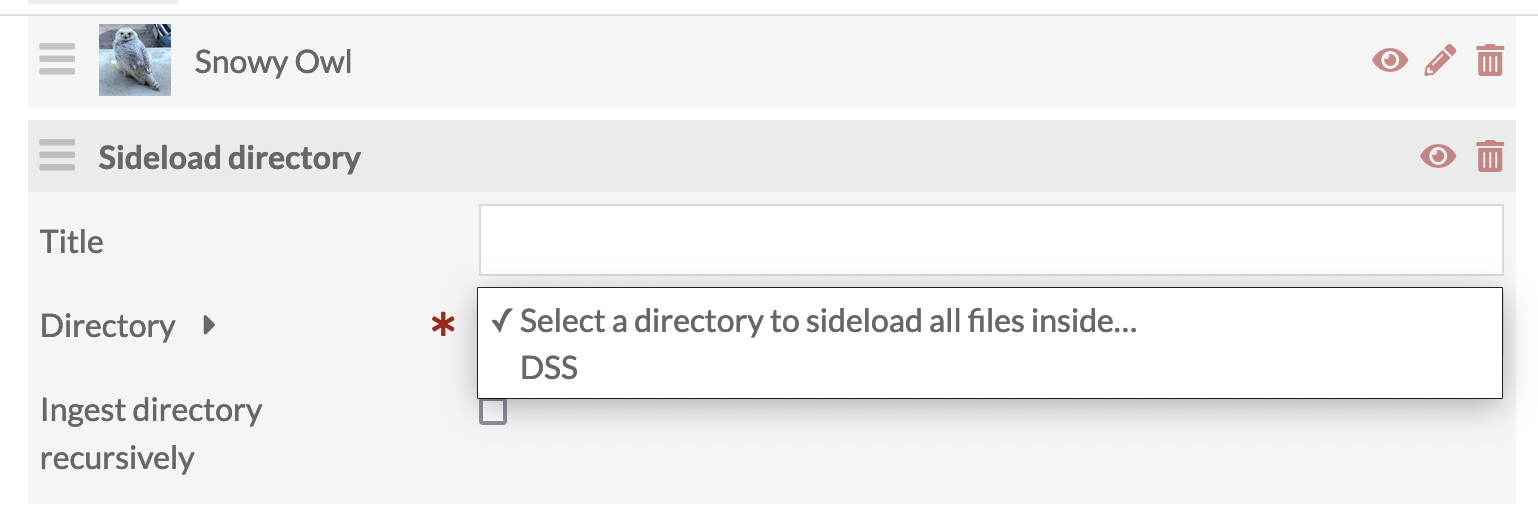 Snowy Owl
Sideload directory
Title
Directory
*
✓ Select a directory to sideload all files inside...
DSS
Ingest directory
recursively